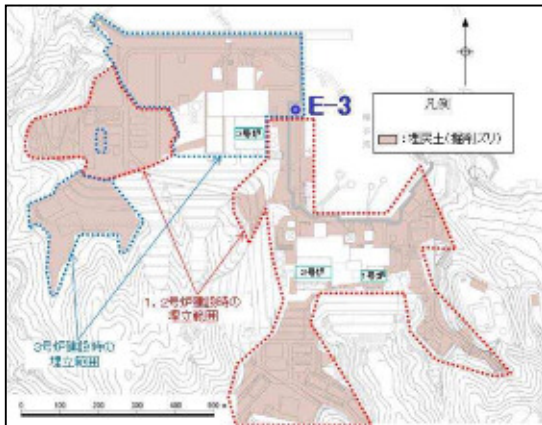 E-3
凡例
:埋戻土(掘削ズリ)
3号炉
2号炉
1号炉
1、2号炉建設時の
埋立範囲
3号炉建設時の
埋立範囲
0 100 200 300 400 500 m